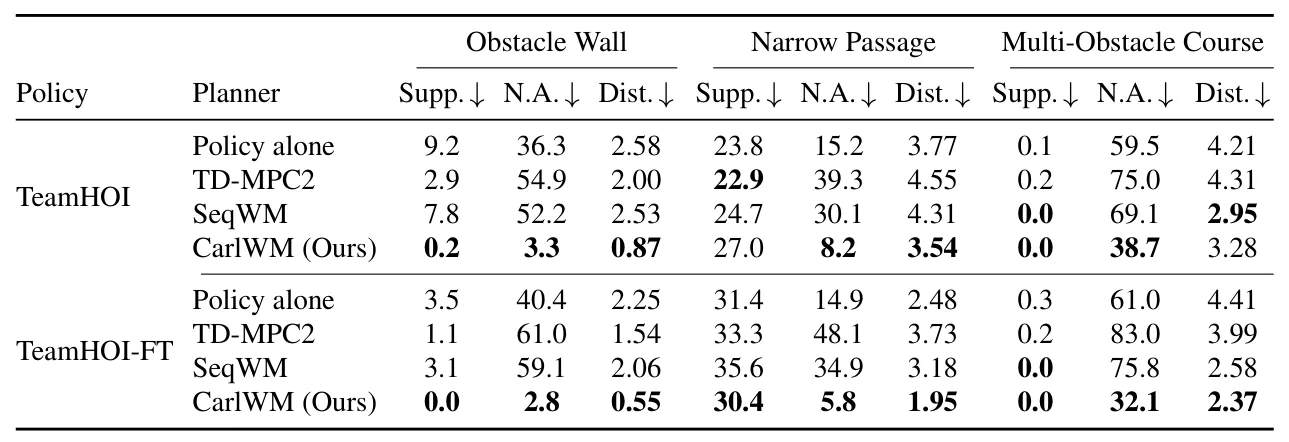 Obstacle Wall Narrow Passage Multi-Obstacle Course
Policy Planner Supp.↓ N.A.↓ Dist.↓ Supp.↓ N.A.↓ Dist.↓ Supp.↓ N.A.↓ Dist.↓
Policy alone 9.2 36.3 2.58 23.8 15.2 3.77 0.1 59.5 4.21
TD-MPC2 2.9 54.9 2.00 22.9 39.3 4.55 0.2 75.0 4.31
TeamHOI
SeqWM 7.8 52.2 2.53 24.7 30.1 4.31 0.0 69.1 2.95
CarlWM (Ours) 0.2 3.3 0.87 27.0 8.2 3.54 0.0 38.7 3.28
Policy alone 3.5 40.4 2.25 31.4 14.9 2.48 0.3 61.0 4.41
TD-MPC2 1.1 61.0 1.54 33.3 48.1 3.73 0.2 83.0 3.99
TeamHOI-FT
SeqWM 3.1 59.1 2.06 35.6 34.9 3.18 0.0 75.8 2.58
CarlWM (Ours) 0.0 2.8 0.55 30.4 5.8 1.95 0.0 32.1 2.37